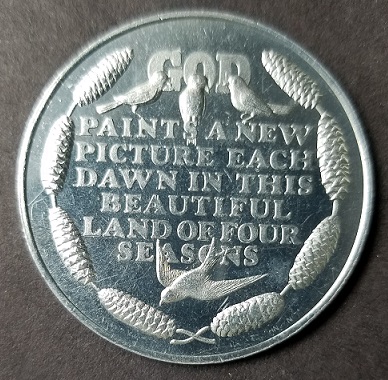 GOD
PAINTS A NEW
PICTURE EACH
DAWN IN THIS
BEAUTIFUL
LAND OF FOUR
SEASONS